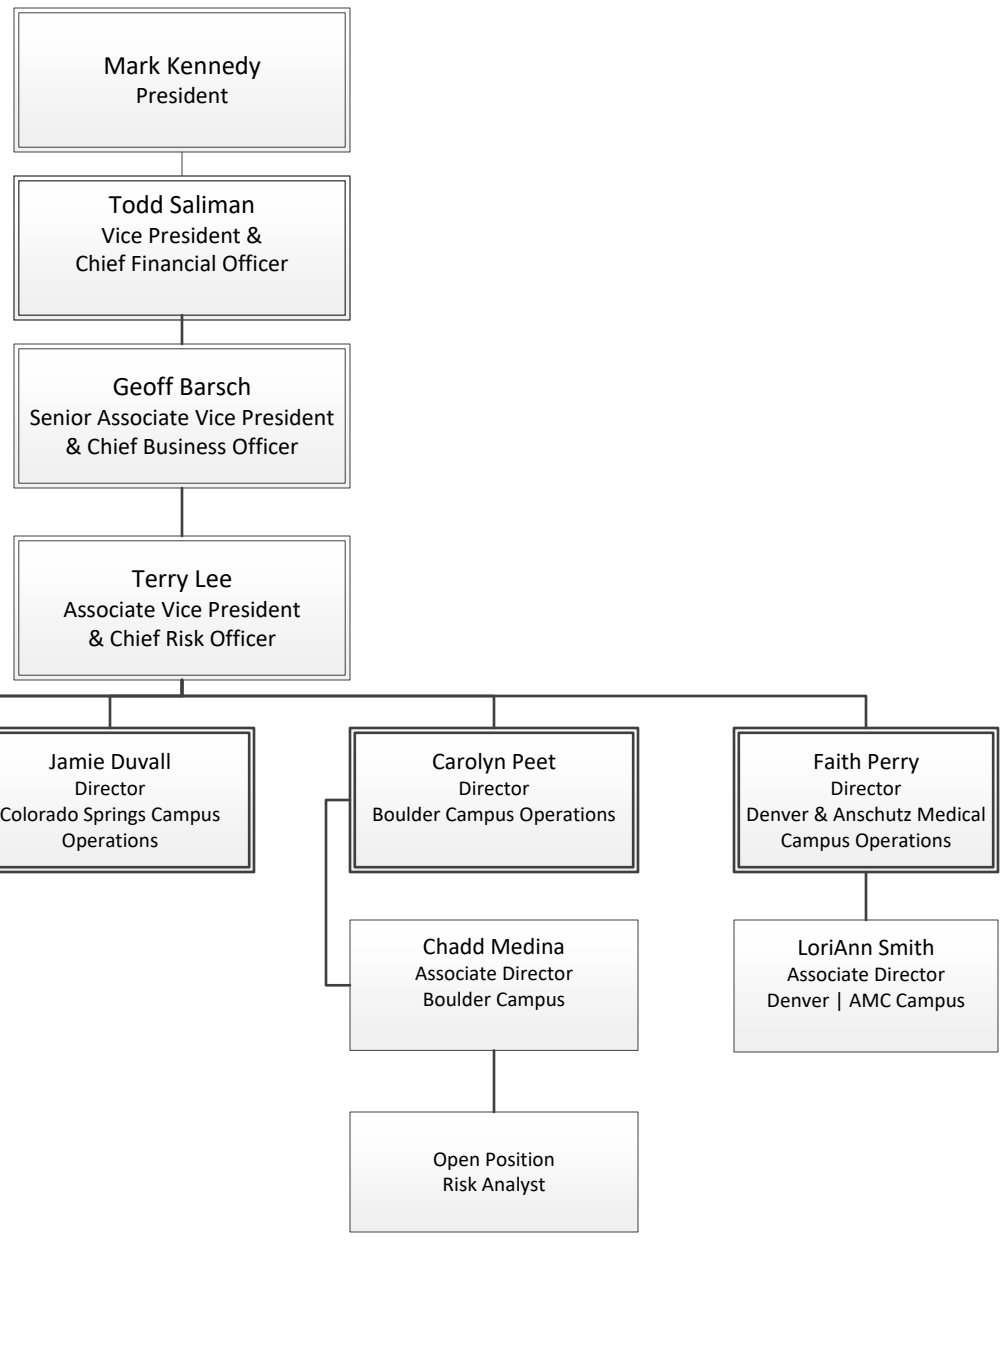 Mark Kennedy
President
Todd Saliman
Vice President &
Chief Financial Officer
Geoff Barsch
Senior Associate Vice President
& Chief Business Officer
Terry Lee
Associate Vice President
& Chief Risk Officer
Jamie Duvall
Director
Colorado Springs Campus
Operations
Carolyn Peet
Director
Boulder Campus Operations
Faith Perry
Director
Denver & Anschutz Medical
Campus Operations
Chadd Medina
Associate Director
Boulder Campus
LoriAnn Smith
Associate Director
Denver | AMC Campus
Open Position
Risk Analyst